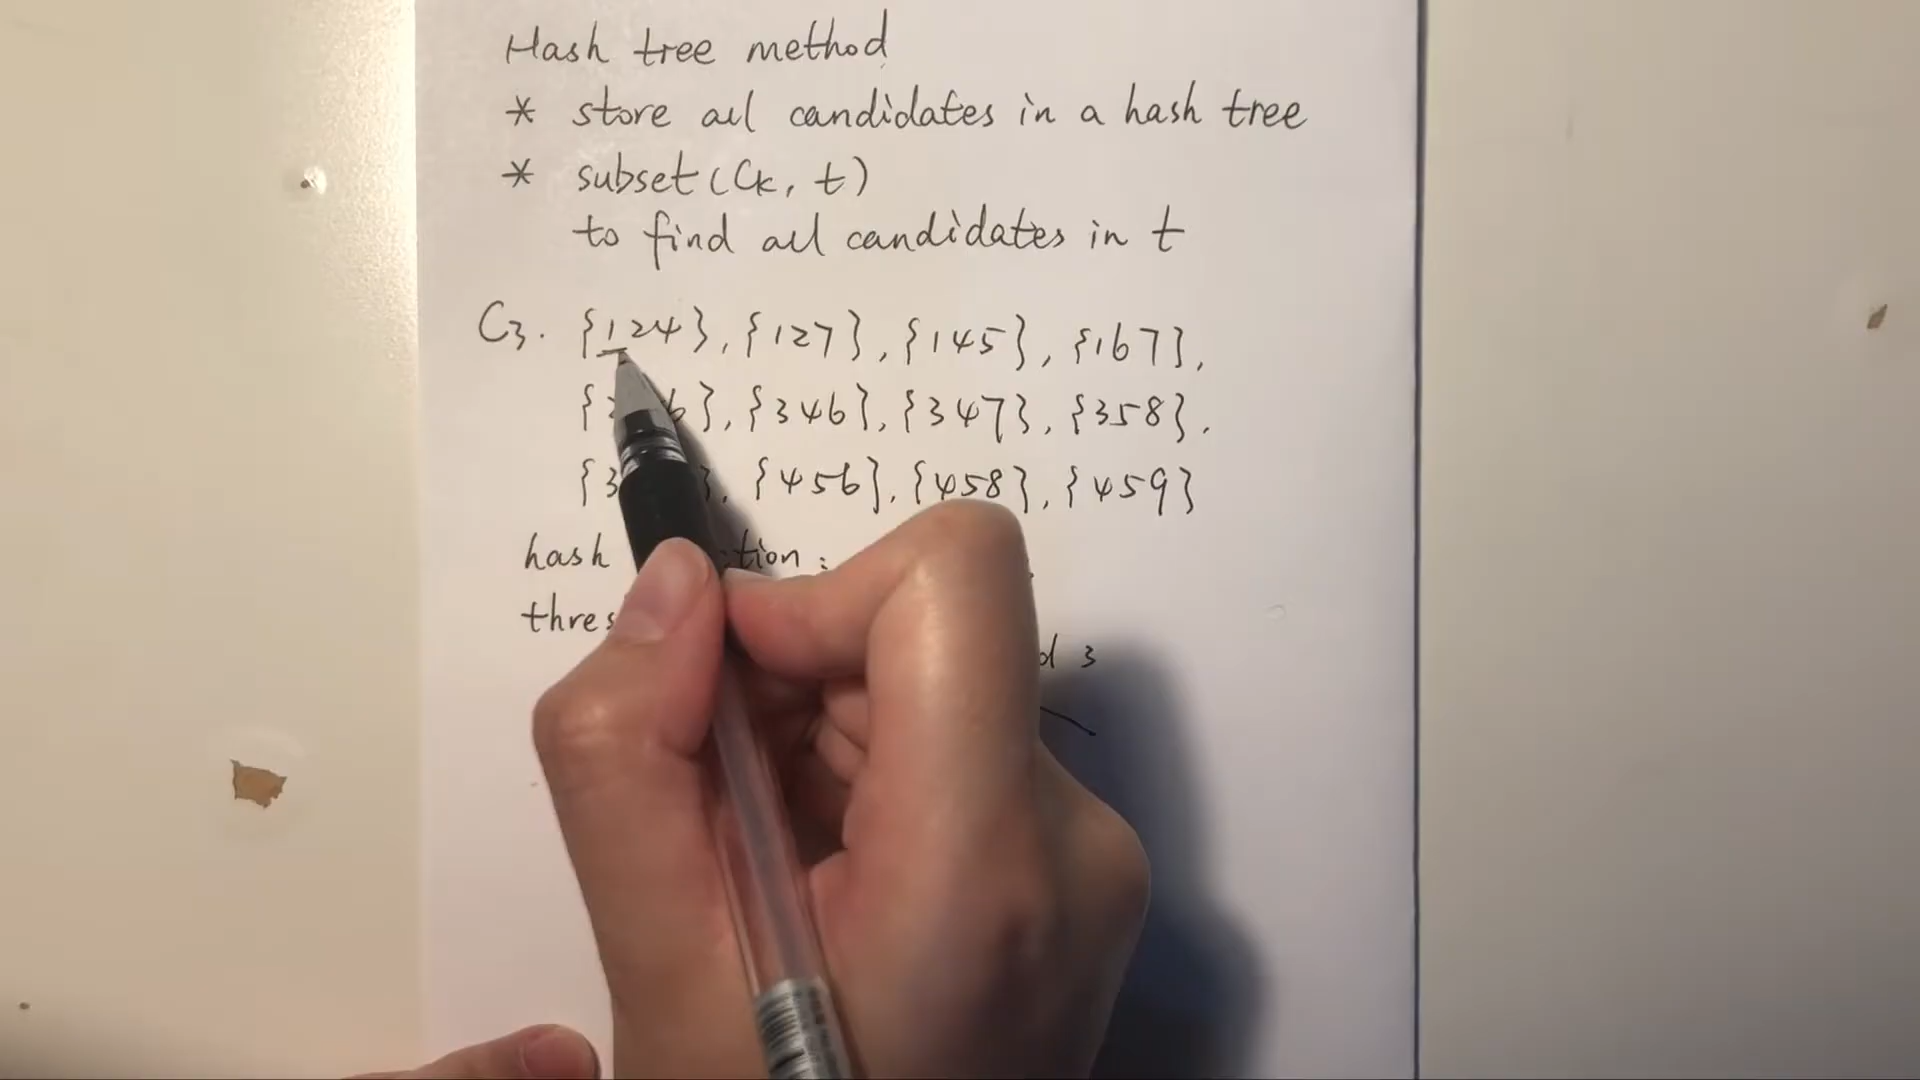 Hash tree method
* store all candidates in a hash tree
* subset(Ck, t)
to find all candidates in t
C3. {124}, {127}, {145}, {167},
{346}, {347}, {358}.
{456}, {458}, {459}
hash :
3